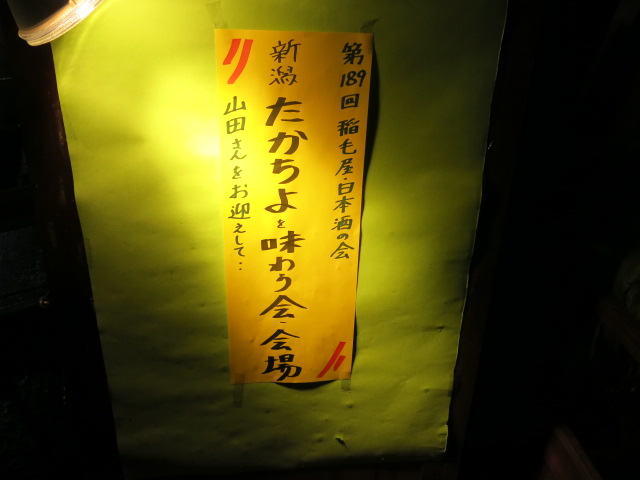 第189回 稲毛屋・日本酒の会
新潟 たかちよを味わう会・会場
山田さんをお迎えして・・